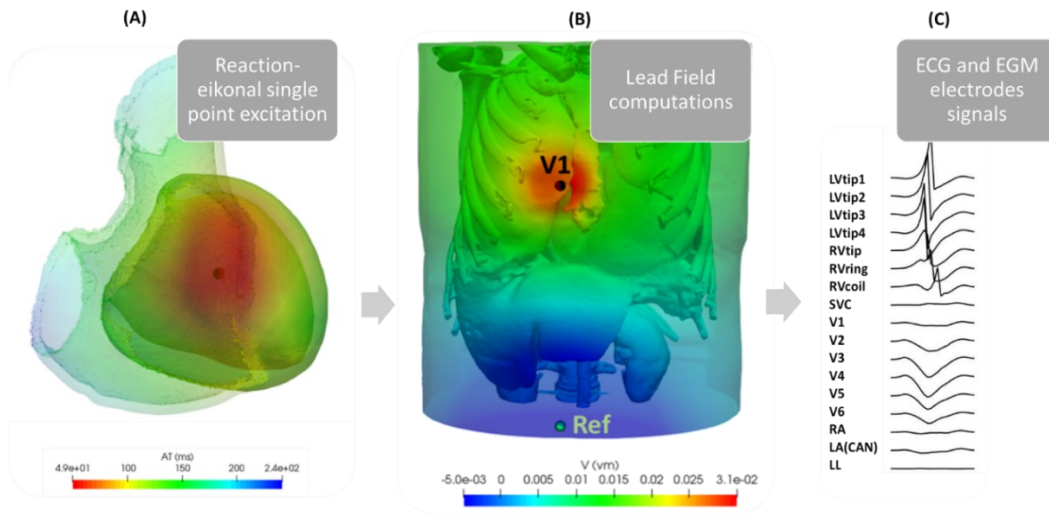 (A)
Reaction-
eikonal single
point excitation
AT (ms)
4.9e+01 100 150 200 2.4e+02
(B)
Lead Field
computations
V1
Ref
V (vm)
-5.0e-03 0 0.005 0.01 0.015 0.02 0.025 3.1e-02
(C)
ECG and EGM
electrodes
signals
LVtip1
LVtip2
LVtip3
LVtip4
RVtip
RVring
RVcoil
SVC
V1
V2
V3
V4
V5
V6
RA
LA(CAN)
LL